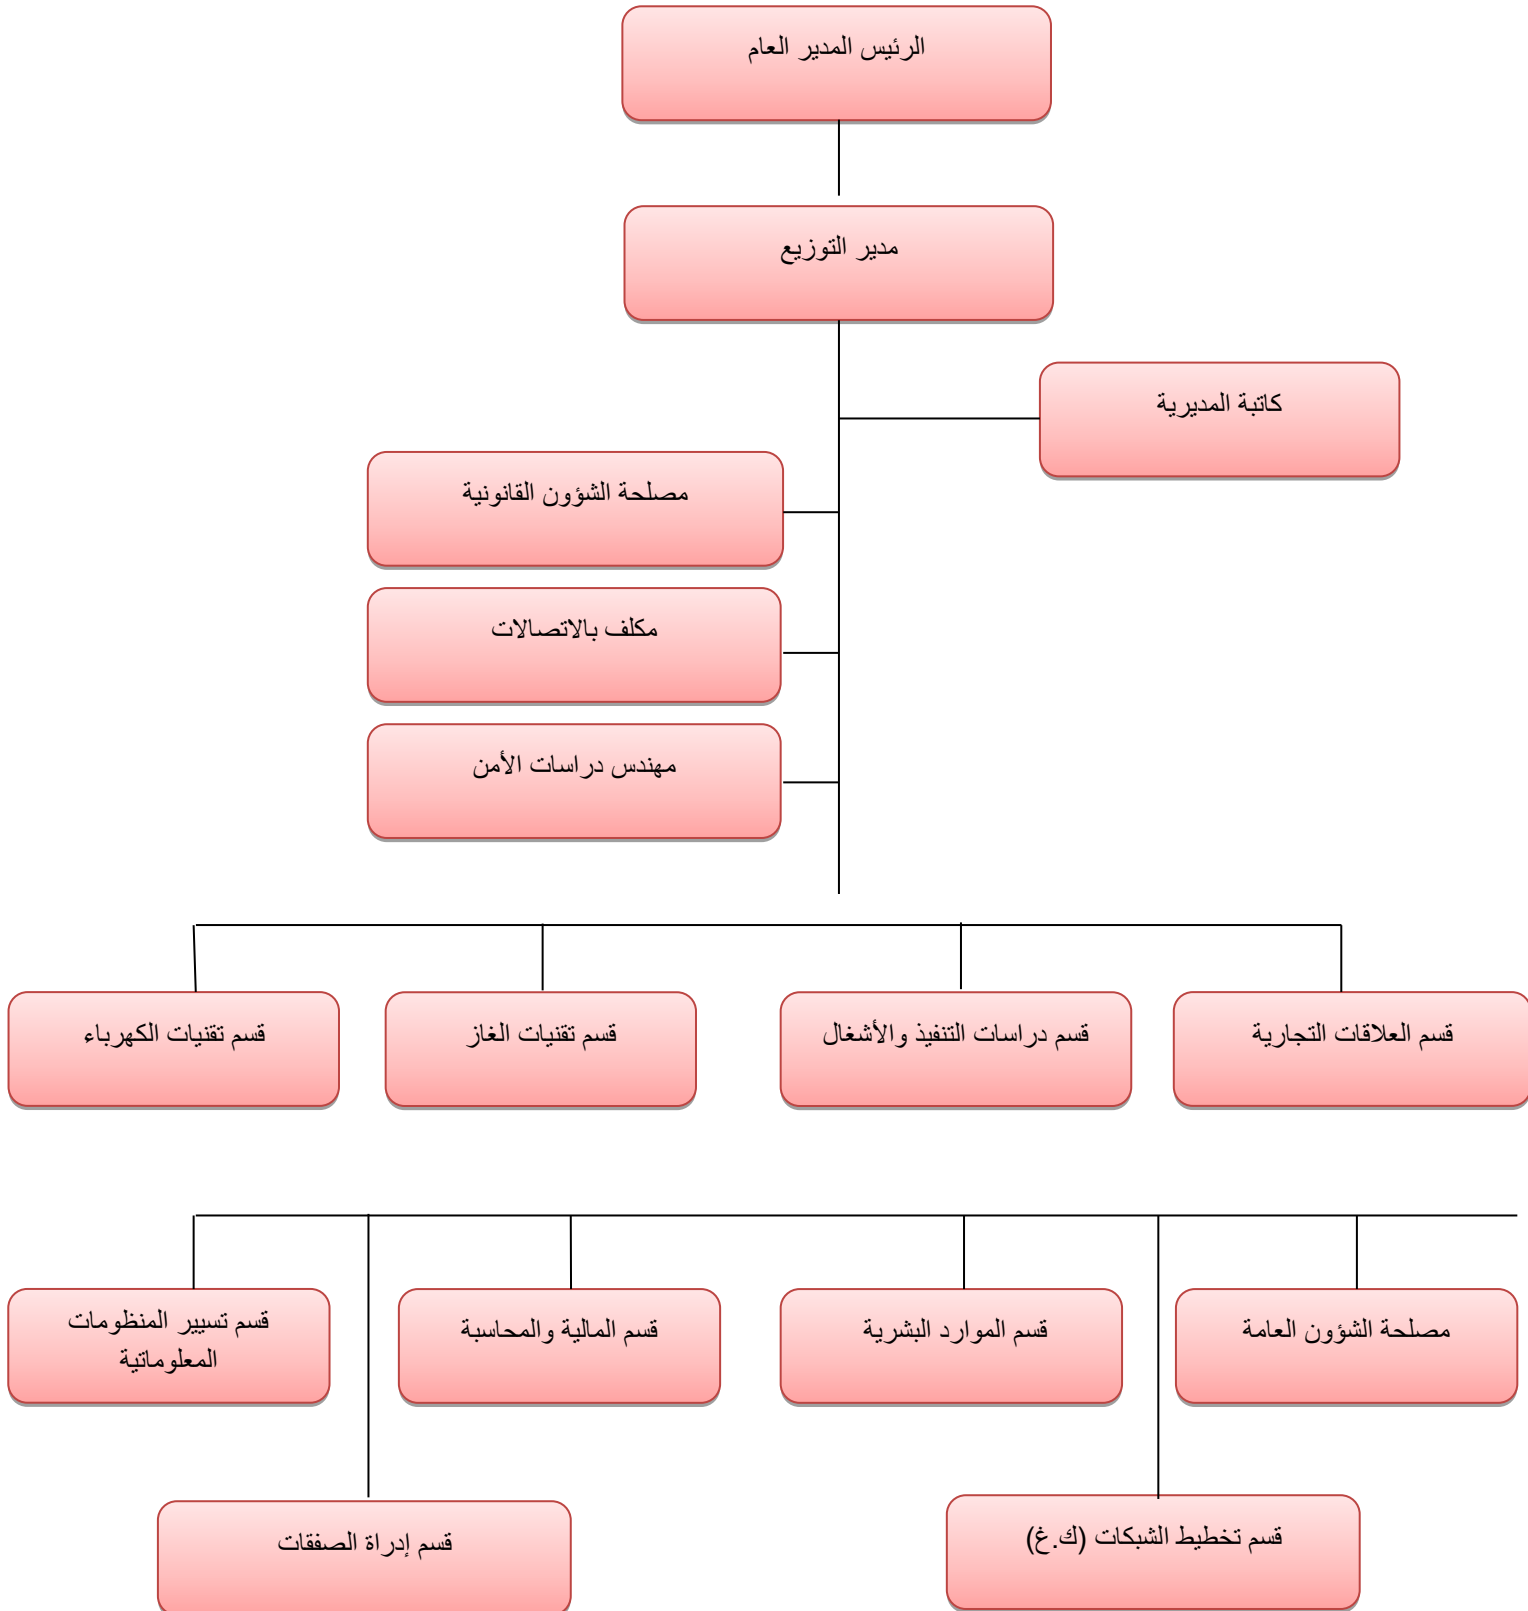 الرئيس المدير العام
مدير التوزيع
كاتبة المديرية
مصلحة الشؤون القانونية
مكلف بالاتصالات
مهندس دراسات الأمن
قسم العلاقات التجارية
قسم دراسات التنفيذ والأشغال
قسم تقنيات الغاز
قسم تقنيات الكهرباء
مصلحة الشؤون العامة
قسم الموارد البشرية
قسم المالية والمحاسبة
قسم تسيير المنظومات
المعلوماتية
قسم تخطيط الشبكات (ك.غ)
قسم إدراة الصفقات